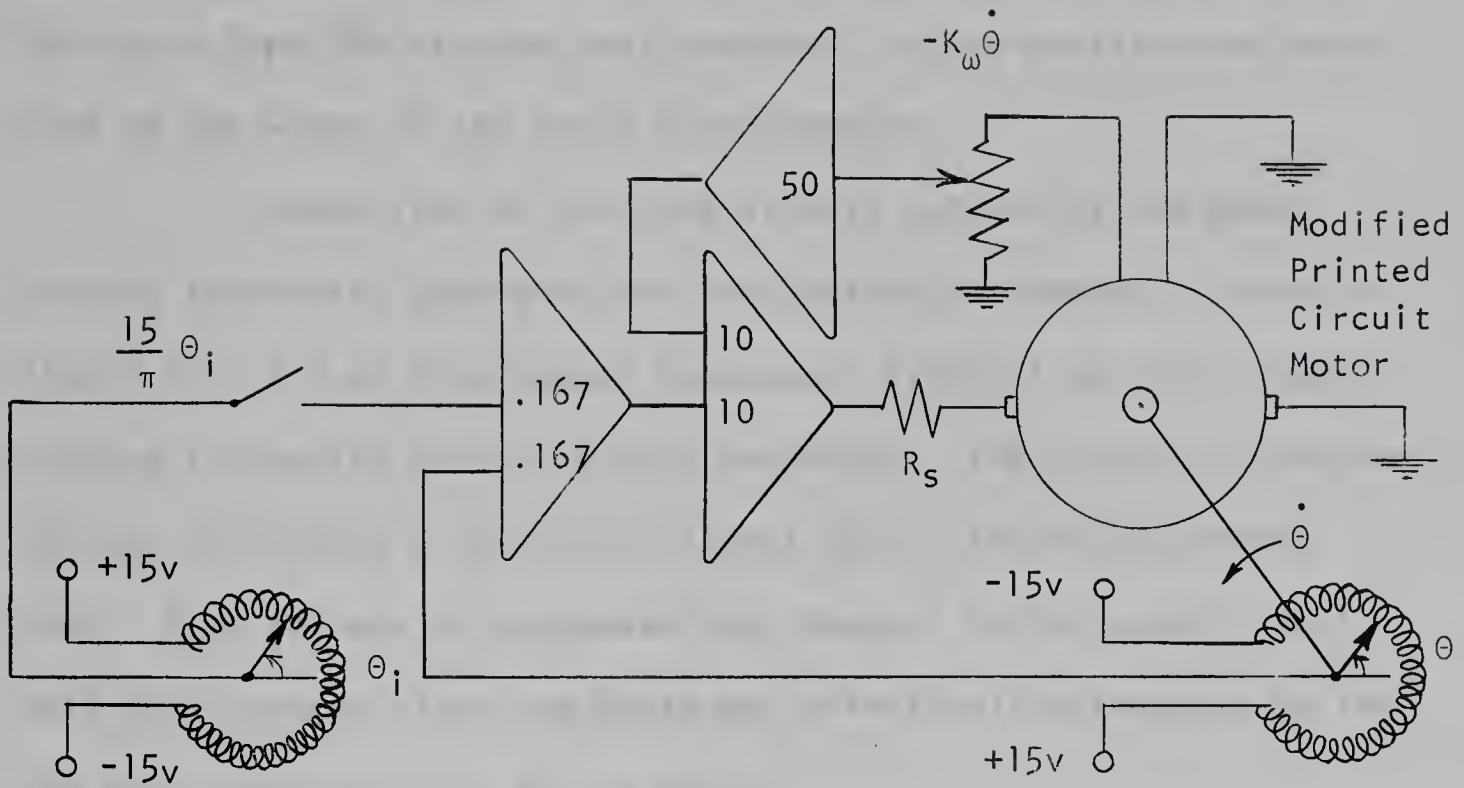 -K_ω θ̇
50
Modified
Printed
Circuit
Motor
15/π θ_i
10
.167
10
.167
R_S
θ̇
+15v
-15v
θ_i
θ
-15v
+15v